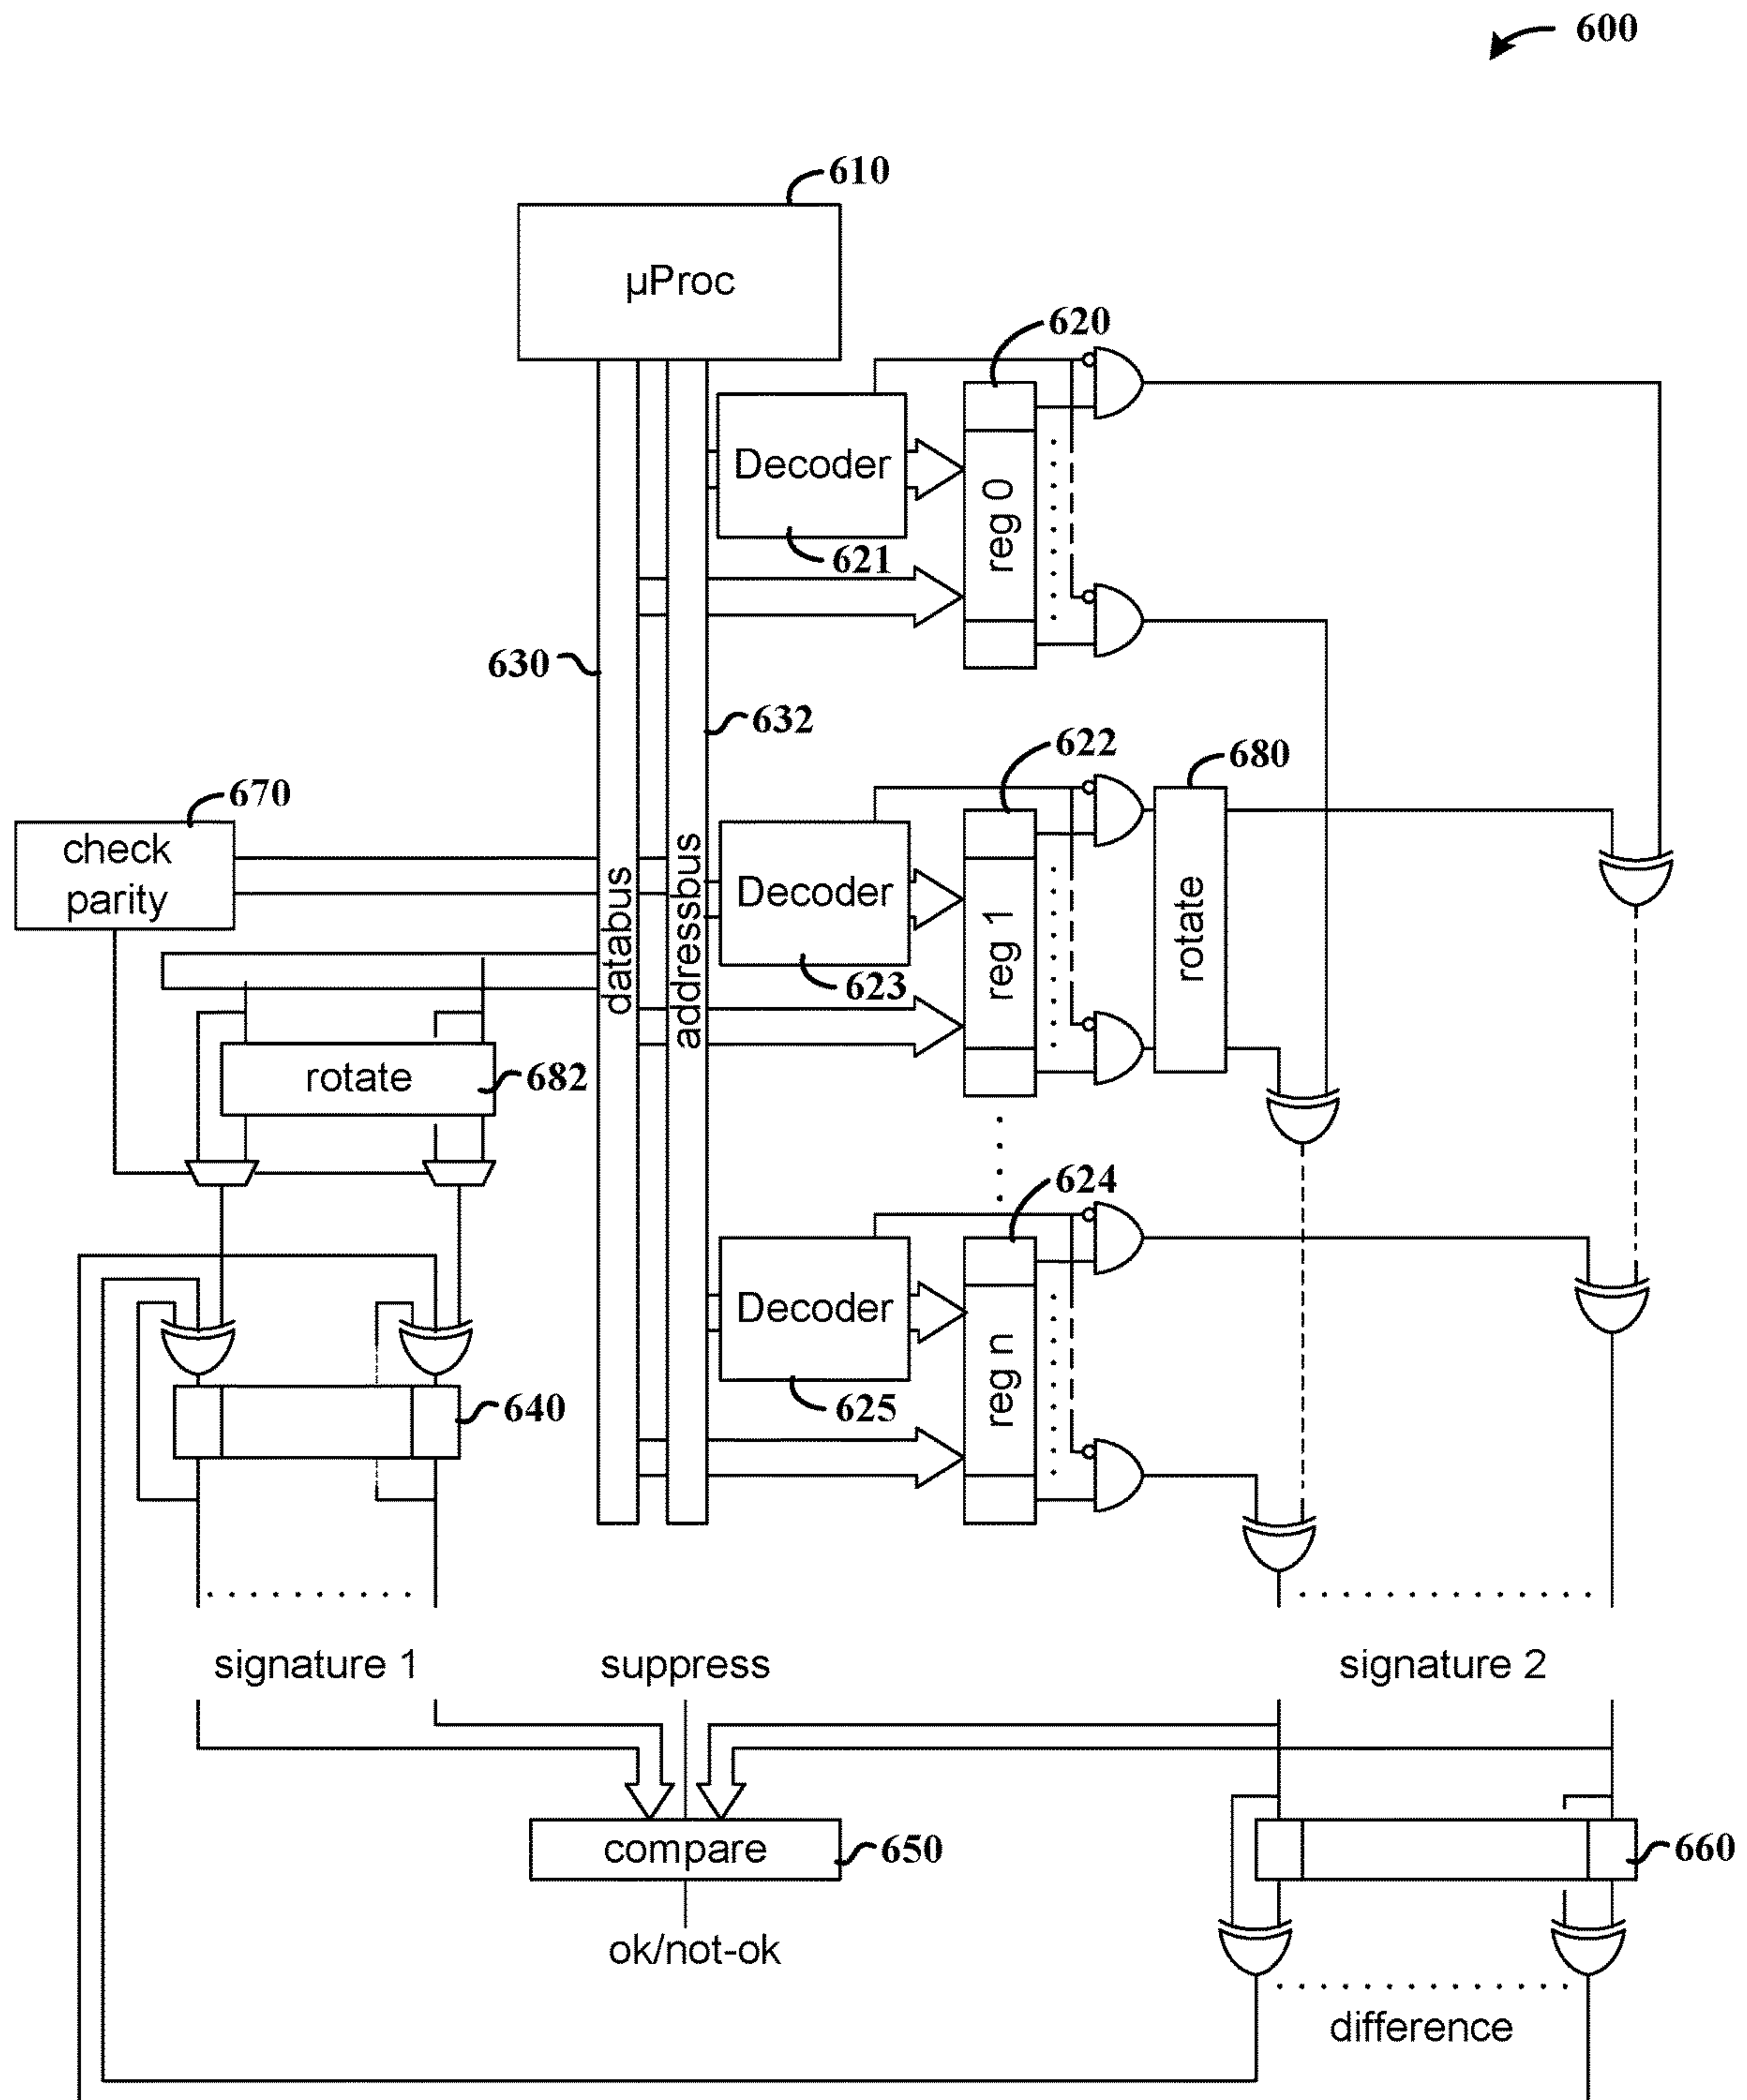 600
610
µProc
620
Decoder
reg 0
621
630
632
622
680
670
check
parity
databus
addressbus
Decoder
reg 1
rotate
623
rotate
682
624
Decoder
reg n
625
640
signature 1
suppress
signature 2
compare
650
660
ok/not-ok
difference